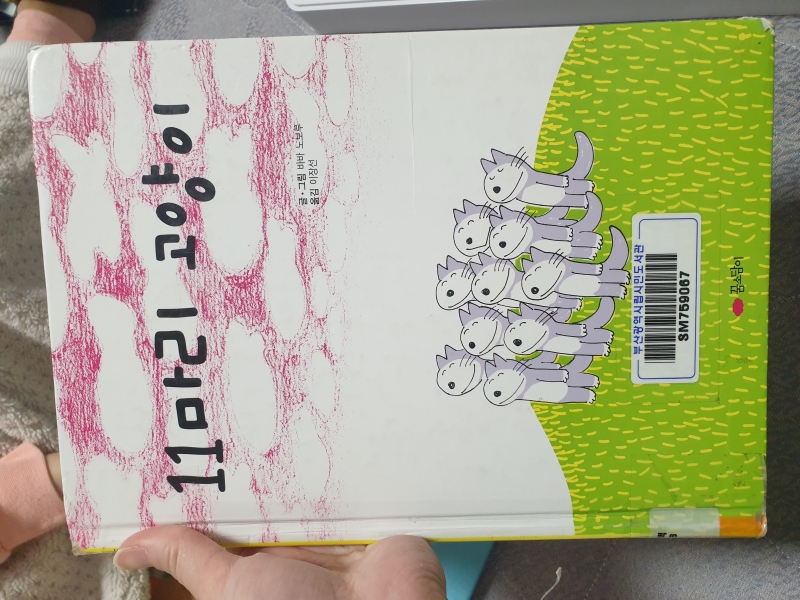 11마리 고양이
글·그림 바바 노보루
옮김 이장선
부산광역시립시민도서관
SM759067
꿈소담이